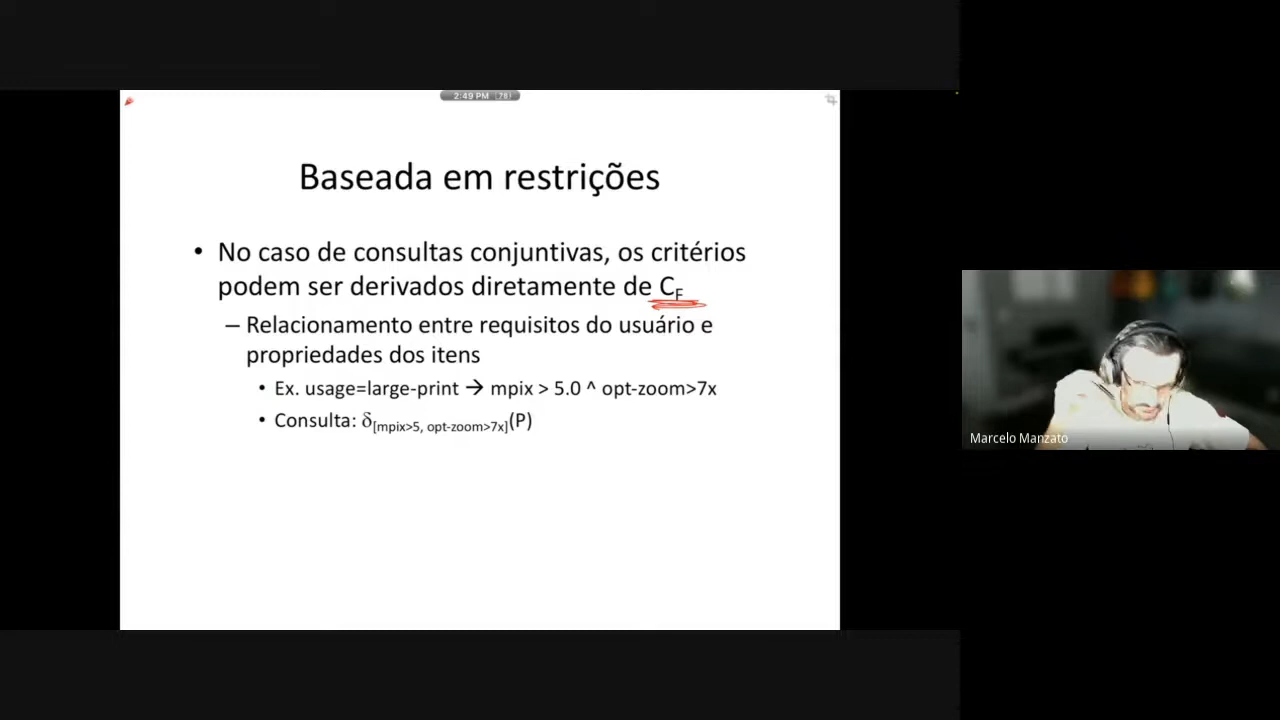 2:49 PM
Baseada em restrições
• No caso de consultas conjuntivas, os critérios
podem ser derivados diretamente de C_F
– Relacionamento entre requisitos do usuário e
propriedades dos itens
• Ex. usage=large-print → mpix > 5.0 ^ opt-zoom>7x
• Consulta: δ[mpix>5, opt-zoom>7x](P)
Marcelo Manzato